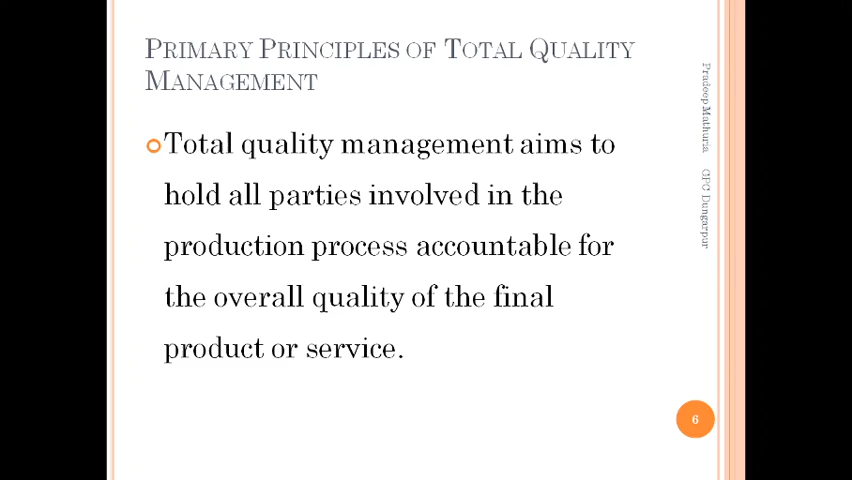 PRIMARY PRINCIPLES OF TOTAL QUALITY
MANAGEMENT
Total quality management aims to
hold all parties involved in the
production process accountable for
the overall quality of the final
product or service.
Pradeep Mathuria GPC Dungarpur
6